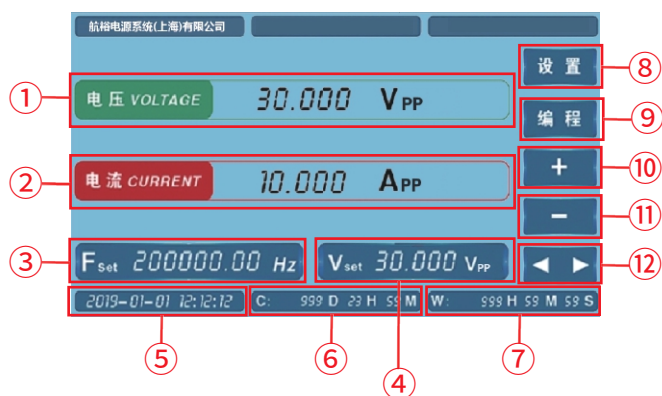 航裕电源系统(上海)有限公司
设置 ⑧
① 电压 VOLTAGE 30.000 VPP
编程 ⑨
+ ⑩
② 电流 CURRENT 10.000 APP
− ⑪
③ Fset 200000.00 Hz Vset 30.000 VPP ◀ ▶ ⑫
2019-01-01 12:12:12 C: 999 D 23 H 59 M W: 999 H 59 M 59 S
⑤ ⑥ ④ ⑦